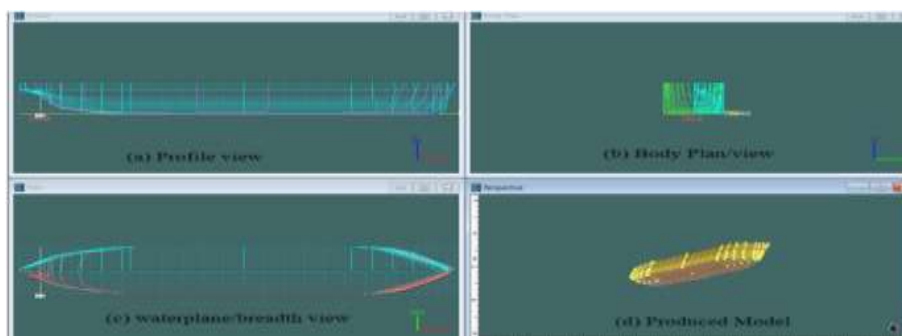 (a) Profile view
(b) Body Plan/view
Perspective
(c) waterplane/breadth view
(d) Produced Model